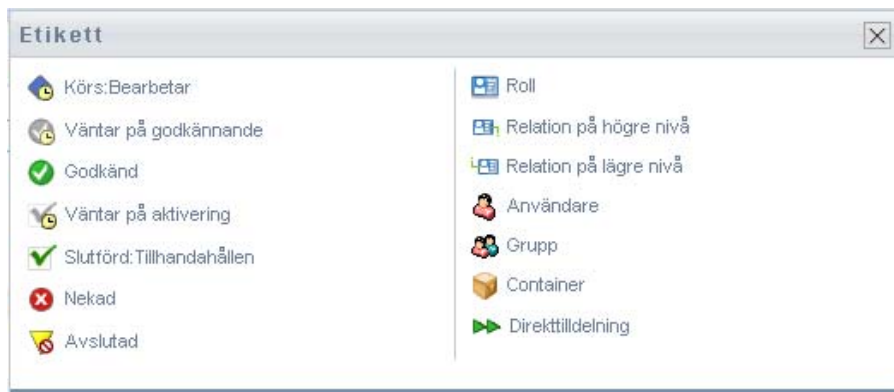 Etikett
Körs:Bearbetar
Väntar på godkännande
Godkänd
Väntar på aktivering
Slutförd:Tillhandahållen
Nekad
Avslutad
Roll
Relation på högre nivå
Relation på lägre nivå
Användare
Grupp
Container
Direkttilldelning